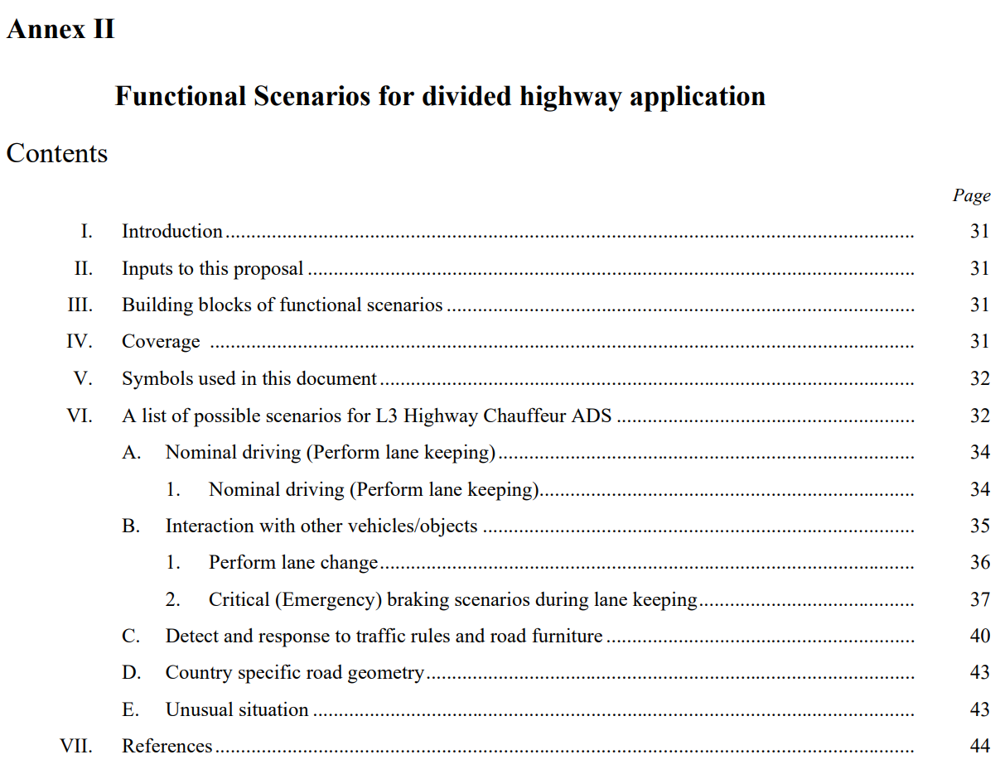 Annex II
Functional Scenarios for divided highway application
Contents
Page
I. Introduction 31
II. Inputs to this proposal 31
III. Building blocks of functional scenarios 31
IV. Coverage 31
V. Symbols used in this document 32
VI. A list of possible scenarios for L3 Highway Chauffeur ADS 32
A. Nominal driving (Perform lane keeping) 34
1. Nominal driving (Perform lane keeping) 34
B. Interaction with other vehicles/objects 35
1. Perform lane change 36
2. Critical (Emergency) braking scenarios during lane keeping 37
C. Detect and response to traffic rules and road furniture 40
D. Country specific road geometry 43
E. Unusual situation 43
VII. References 44